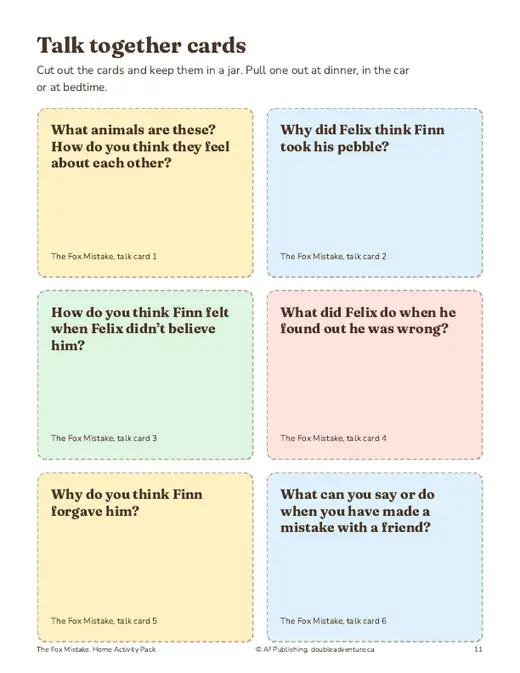 Talk together cards
Cut out the cards and keep them in a jar. Pull one out at dinner, in the car
or at bedtime.
What animals are these?
How do you think they feel
about each other?
The Fox Mistake, talk card 1
Why did Felix think Finn
took his pebble?
The Fox Mistake, talk card 2
How do you think Finn felt
when Felix didn't believe
him?
The Fox Mistake, talk card 3
What did Felix do when he
found out he was wrong?
The Fox Mistake, talk card 4
Why do you think Finn
forgave him?
The Fox Mistake, talk card 5
What can you say or do
when you have made a
mistake with a friend?
The Fox Mistake, talk card 6
The Fox Mistake. Home Activity Pack
© A² Publishing. doubleadventure.ca
11